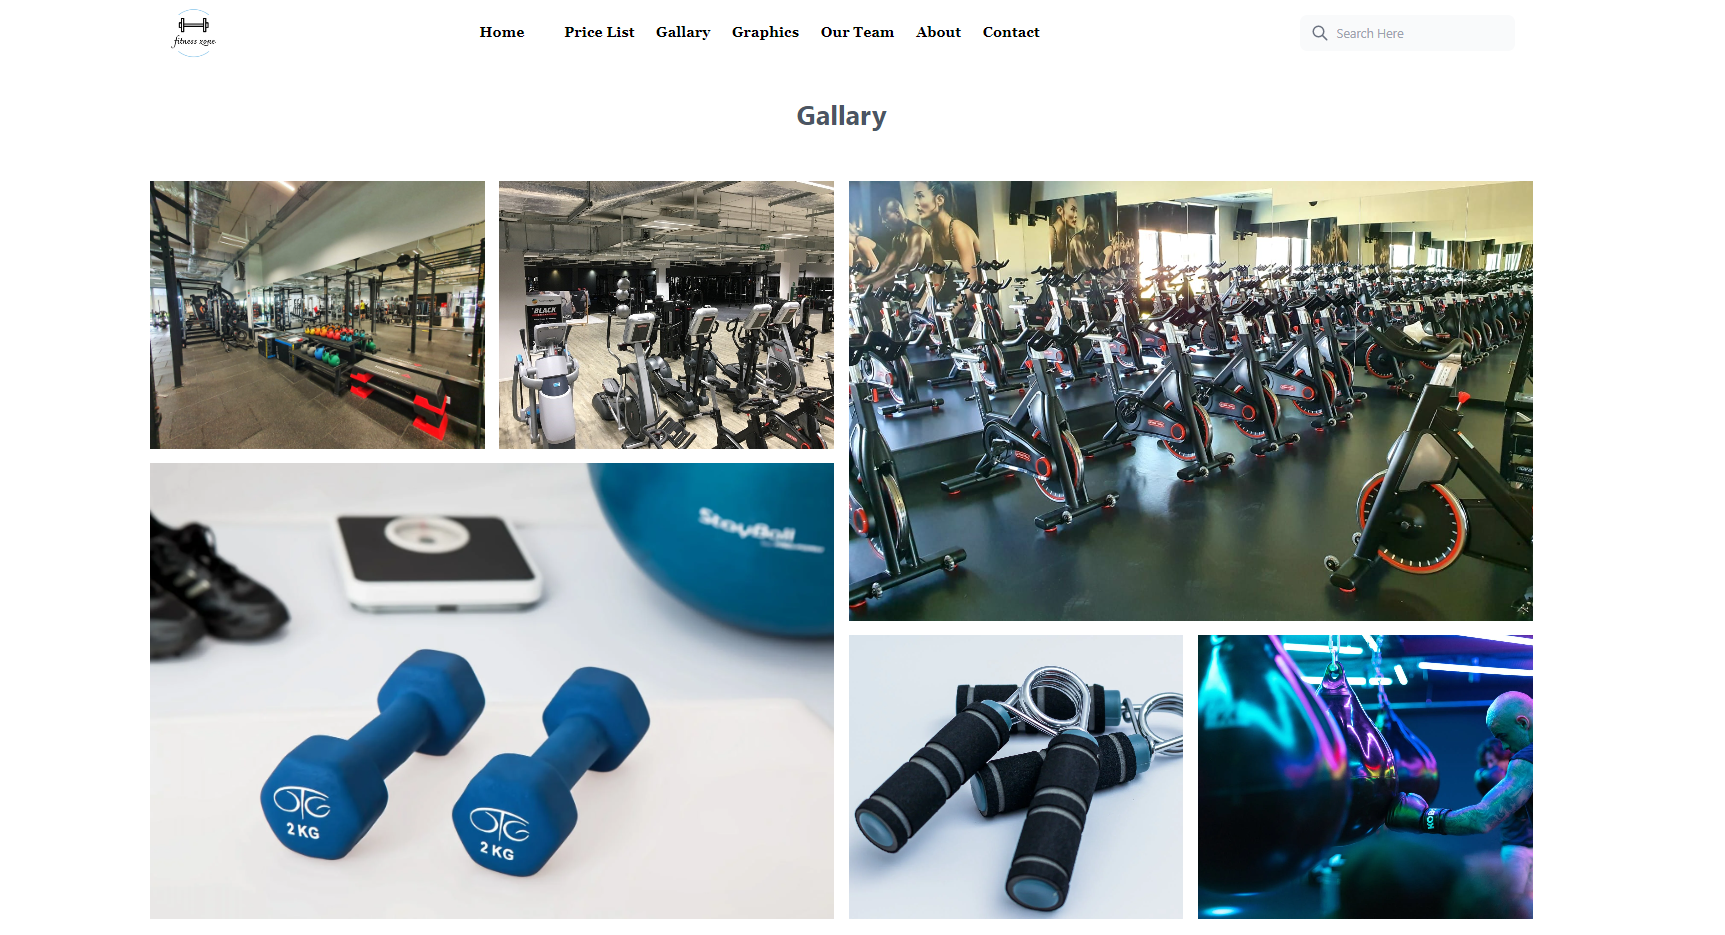 fitness zone
Home Price List Gallary Graphics Our Team About Contact
Search Here
Gallary
BLACK
StayBall
OTG
2 KG
OTG
2 KG
BOX